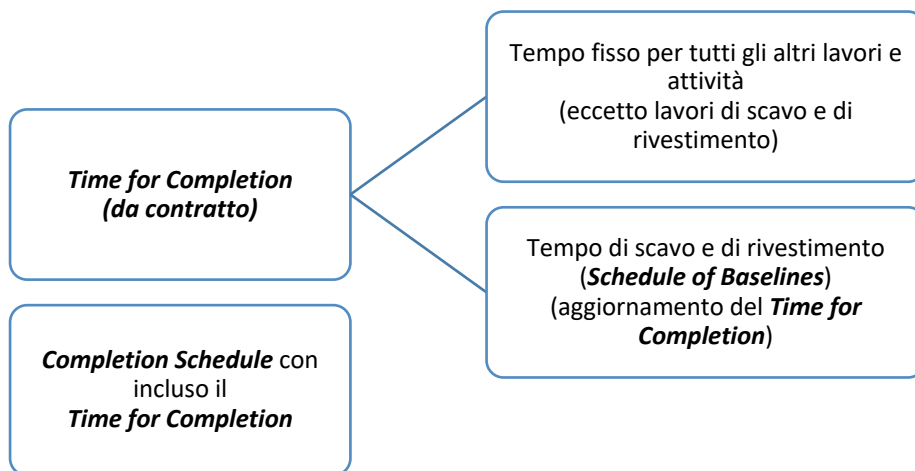 Tempo fisso per tutti gli altri lavori e
attività
(eccetto lavori di scavo e di
rivestimento)
Time for Completion
(da contratto)
Tempo di scavo e di rivestimento
(Schedule of Baselines)
(aggiornamento del Time for
Completion)
Completion Schedule con
incluso il
Time for Completion